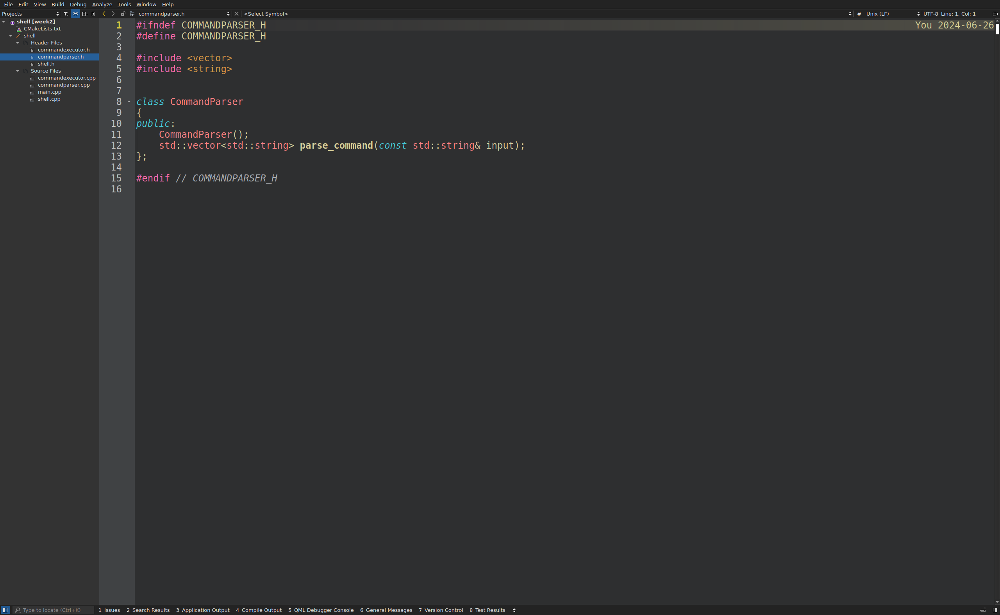 File Edit View Build Debug Analyze Tools Window Help
Projects commandparser.h <Select Symbol> # Unix (LF) UTF-8 Line: 1, Col: 1
shell [week2]
CMakeLists.txt
shell
Header Files
commandexecutor.h
commandparser.h
shell.h
Source Files
commandexecutor.cpp
commandparser.cpp
main.cpp
shell.cpp
1 #ifndef COMMANDPARSER_H You 2024-06-26
2 #define COMMANDPARSER_H
3
4 #include <vector>
5 #include <string>
6
7
8 class CommandParser
9 {
10 public:
11     CommandParser();
12     std::vector<std::string> parse_command(const std::string& input);
13 };
14
15 #endif // COMMANDPARSER_H
16
Type to locate (Ctrl+K) 1 Issues 2 Search Results 3 Application Output 4 Compile Output 5 QML Debugger Console 6 General Messages 7 Version Control 8 Test Results